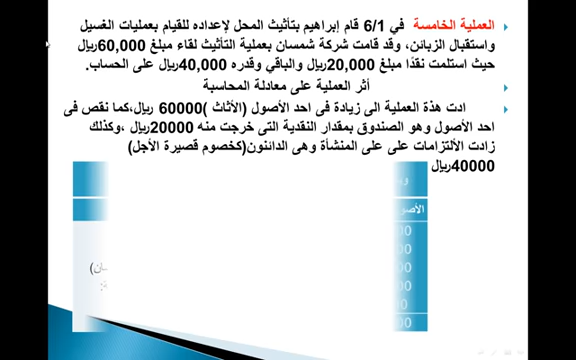 العملية الخامسة في 6/1 قام إبراهيم بتأثيث المحل لإعداده للقيام بعمليات الغسيل
واستقبال الزبائن، وقد قامت شركة شمسان بعملية التأثيث لقاء مبلغ 60,000ريال
حيث استلمت نقدًا مبلغ 20,000ريال والباقي وقدره 40,000ريال على الحساب.
أثر العملية على معادلة المحاسبة
ادت هذة العملية الى زيادة فى احد الأصول (الأثاث )60000 ريال،كما نقص فى
احد الأصول وهو الصندوق بمقدار النقدية التى خرجت منه 20000ريال ،وكذلك
زادت الألتزامات على على المنشأة وهى الدائنون(كخصوم قصيرة الأجل)
40000ريال